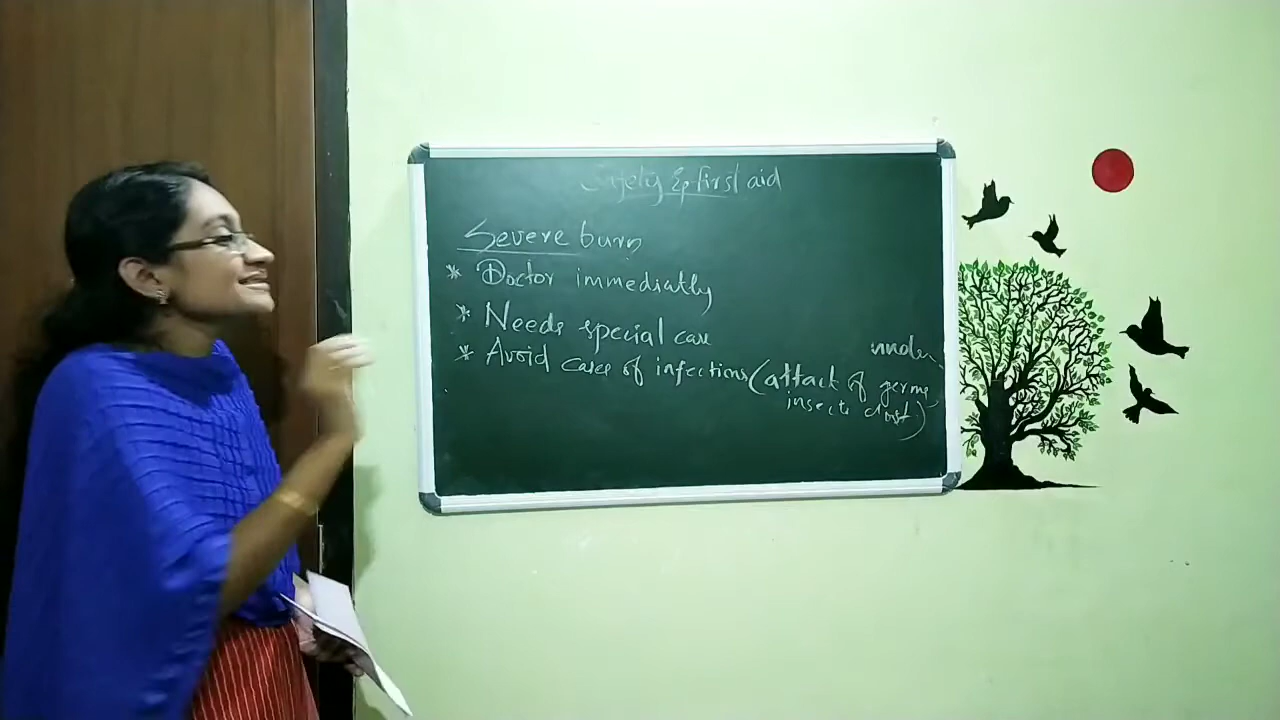 Safety & first aid
Severe burn
* Doctor immediatly
* Needs special care
under
* Avoid cases of infections (attack of germs,
insects dust)